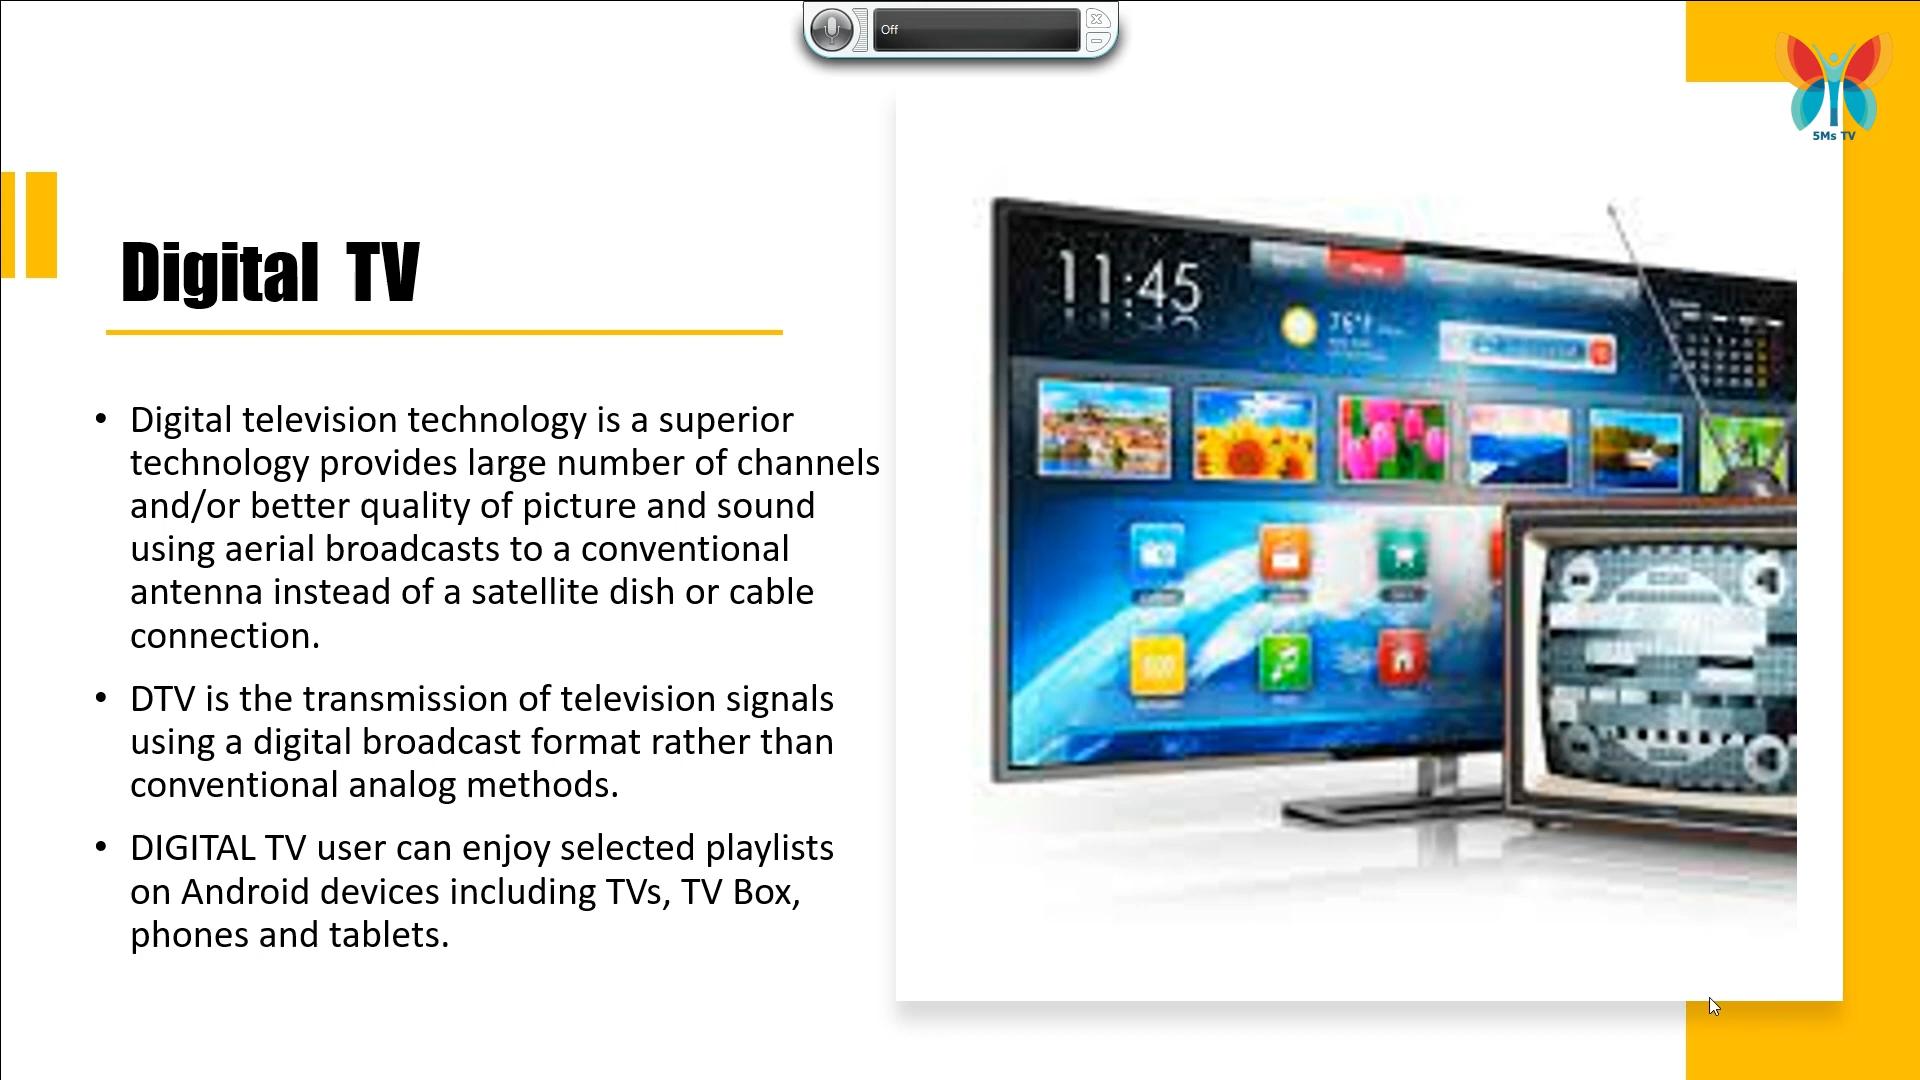 Off
5Ms TV
Digital TV
• Digital television technology is a superior
technology provides large number of channels
and/or better quality of picture and sound
using aerial broadcasts to a conventional
antenna instead of a satellite dish or cable
connection.
• DTV is the transmission of television signals
using a digital broadcast format rather than
conventional analog methods.
• DIGITAL TV user can enjoy selected playlists
on Android devices including TVs, TV Box,
phones and tablets.
11:45
76°F